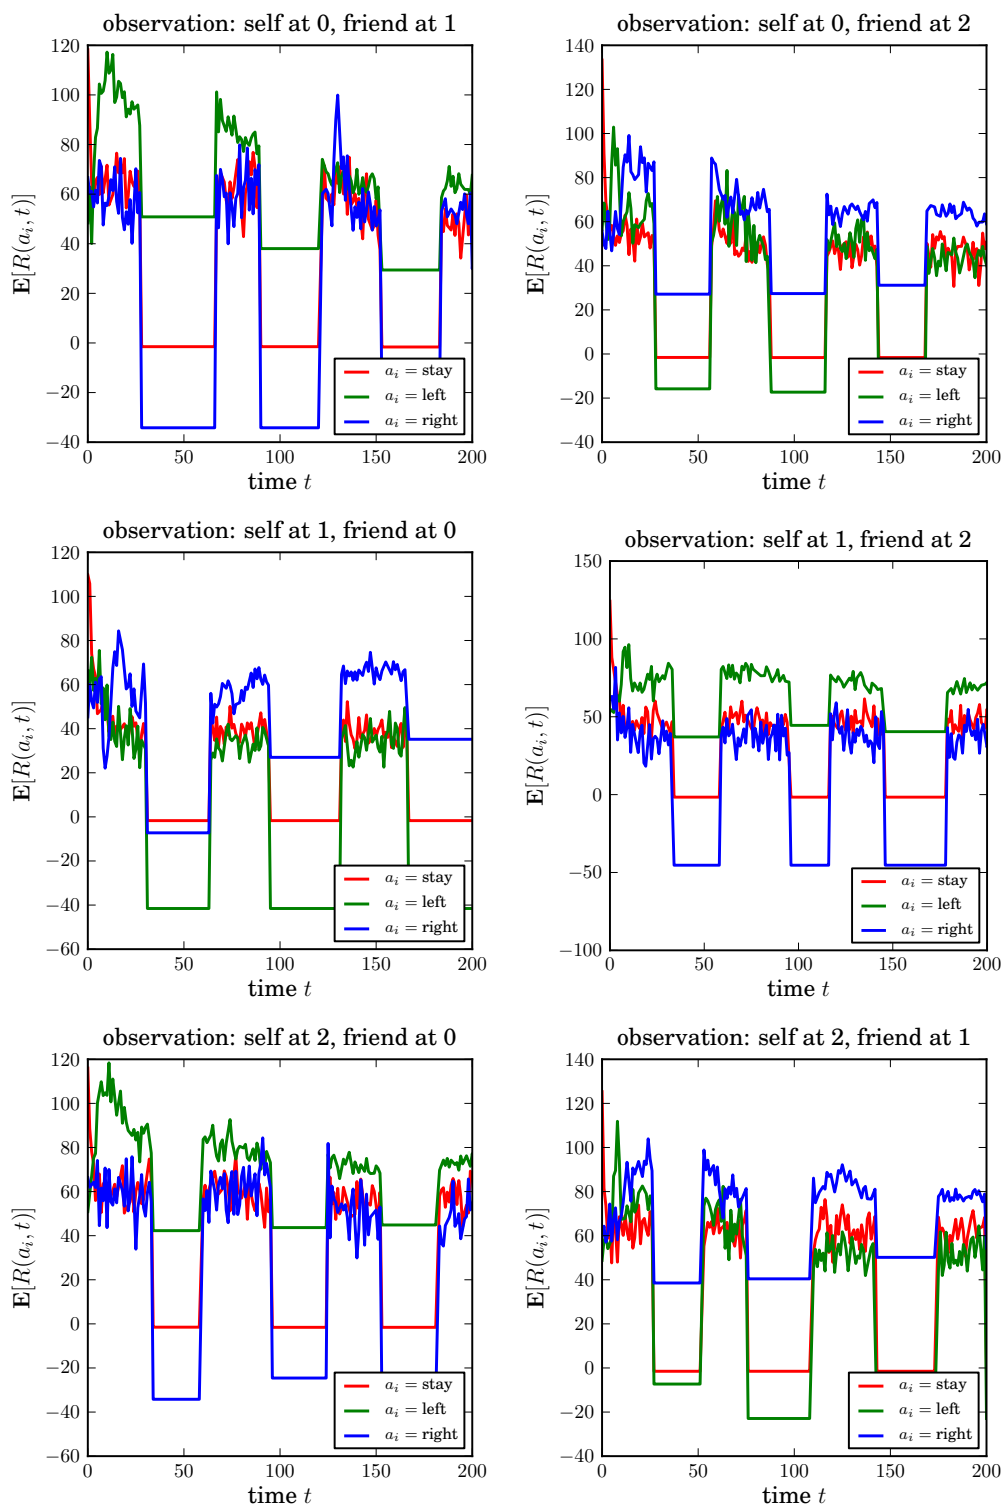 observation: self at 0, friend at 1
E[R(a_i, t)]
120
100
80
60
40
20
0
−20
−40
0 50 100 150 200
time t
a_i = stay
a_i = left
a_i = right
observation: self at 0, friend at 2
E[R(a_i, t)]
140
120
100
80
60
40
20
0
−20
−40
0 50 100 150 200
time t
a_i = stay
a_i = left
a_i = right
observation: self at 1, friend at 0
E[R(a_i, t)]
120
100
80
60
40
20
0
−20
−40
−60
0 50 100 150 200
time t
a_i = stay
a_i = left
a_i = right
observation: self at 1, friend at 2
E[R(a_i, t)]
150
100
50
0
−50
−100
0 50 100 150 200
time t
a_i = stay
a_i = left
a_i = right
observation: self at 2, friend at 0
E[R(a_i, t)]
120
100
80
60
40
20
0
−20
−40
−60
0 50 100 150 200
time t
a_i = stay
a_i = left
a_i = right
observation: self at 2, friend at 1
E[R(a_i, t)]
140
120
100
80
60
40
20
0
−20
−40
0 50 100 150 200
time t
a_i = stay
a_i = left
a_i = right